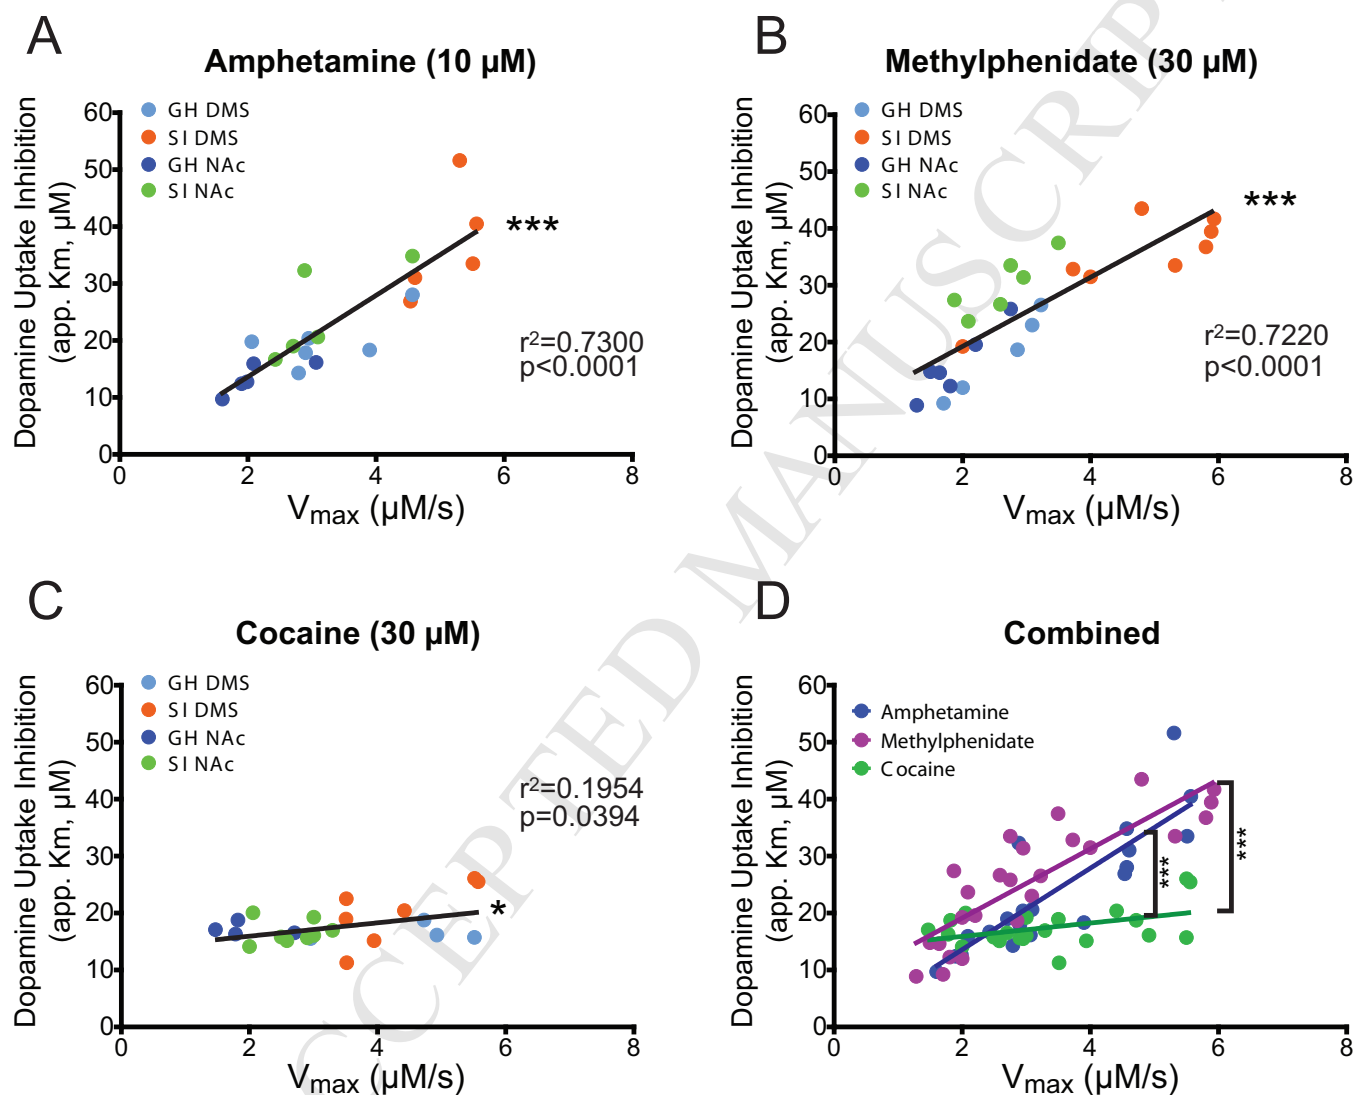 A
Amphetamine (10 µM)
Dopamine Uptake Inhibition
(app. Km, µM)
60
50
40
30
20
10
0
GH DMS
SI DMS
GH NAc
SI NAc
***
r²=0.7300
p<0.0001
0 2 4 6 8
Vmax (µM/s)
B
Methylphenidate (30 µM)
Dopamine Uptake Inhibition
(app. Km, µM)
60
50
40
30
20
10
0
GH DMS
SI DMS
GH NAc
SI NAc
***
r²=0.7220
p<0.0001
0 2 4 6 8
Vmax (µM/s)
C
Cocaine (30 µM)
Dopamine Uptake Inhibition
(app. Km, µM)
60
50
40
30
20
10
0
GH DMS
SI DMS
GH NAc
SI NAc
r²=0.1954
p=0.0394
*
0 2 4 6 8
Vmax (µM/s)
D
Combined
Dopamine Uptake Inhibition
(app. Km, µM)
60
50
40
30
20
10
0
Amphetamine
Methylphenidate
Cocaine
***
***
0 2 4 6 8
Vmax (µM/s)
CCEPTED MANUSCRIP